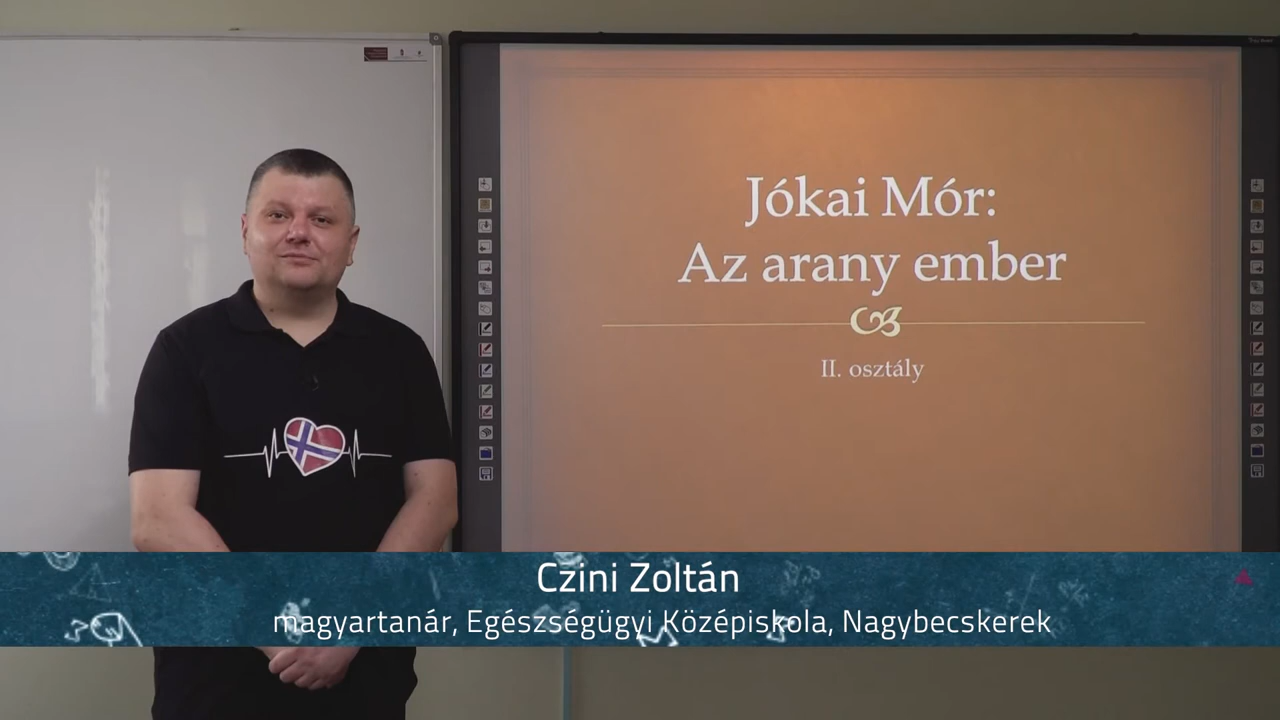 Jókai Mór:
Az arany ember
II. osztály
Czini Zoltán
magyartanár, Egészségügyi Középiskola, Nagybecskerek